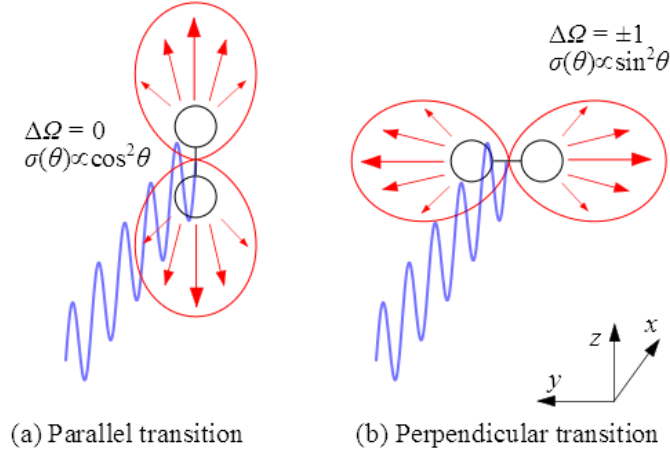 ΔΩ = 0
σ(θ)∝cos²θ
ΔΩ = ±1
σ(θ)∝sin²θ
z
x
y
(a) Parallel transition
(b) Perpendicular transition